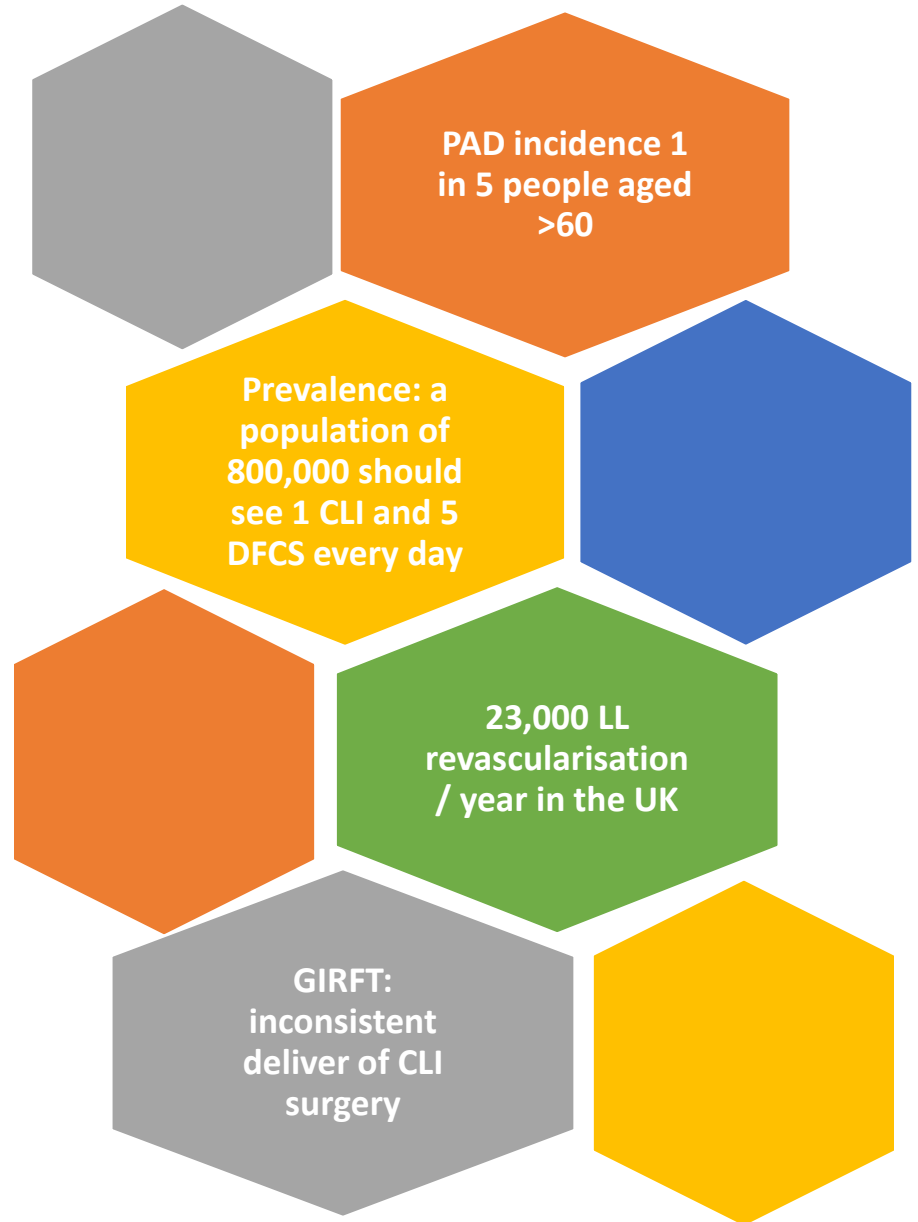 PAD incidence 1
in 5 people aged
>60
Prevalence: a
population of
800,000 should
see 1 CLI and 5
DFCS every day
23,000 LL
revascularisation
/ year in the UK
GIRFT:
inconsistent
deliver of CLI
surgery